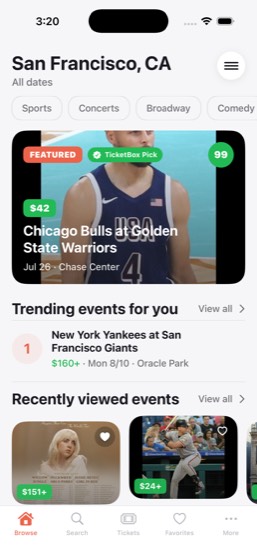 3:20
San Francisco, CA
All dates
Sports
Concerts
Broadway
Comedy
FEATURED
TicketBox Pick
99
USA
4
$42
Chicago Bulls at Golden
State Warriors
Jul 26 · Chase Center
Trending events for you
View all
1
New York Yankees at San
Francisco Giants
$160+ · Mon 8/10 · Oracle Park
Recently viewed events
View all
$151+
$24+
Browse
Search
Tickets
Favorites
More